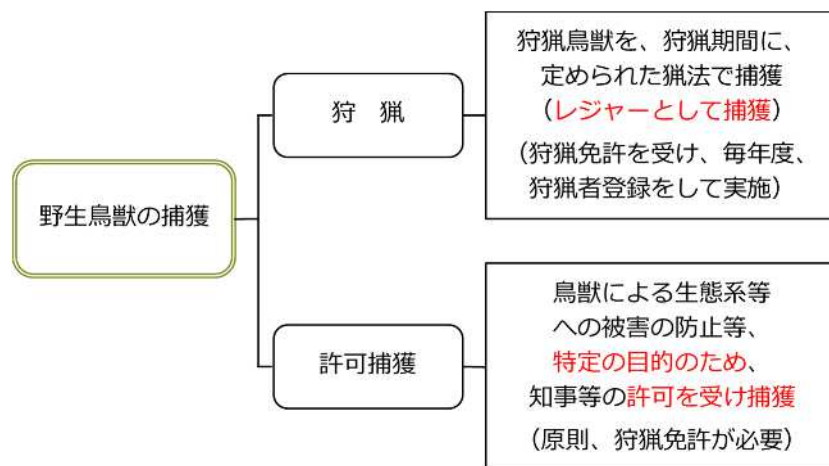 野生鳥獣の捕獲
狩　猟
狩猟鳥獣を、狩猟期間に、
定められた猟法で捕獲
（レジャーとして捕獲）
（狩猟免許を受け、毎年度、
狩猟者登録をして実施）
許可捕獲
鳥獣による生態系等
への被害の防止等、
特定の目的のため、
知事等の許可を受け捕獲
（原則、狩猟免許が必要）